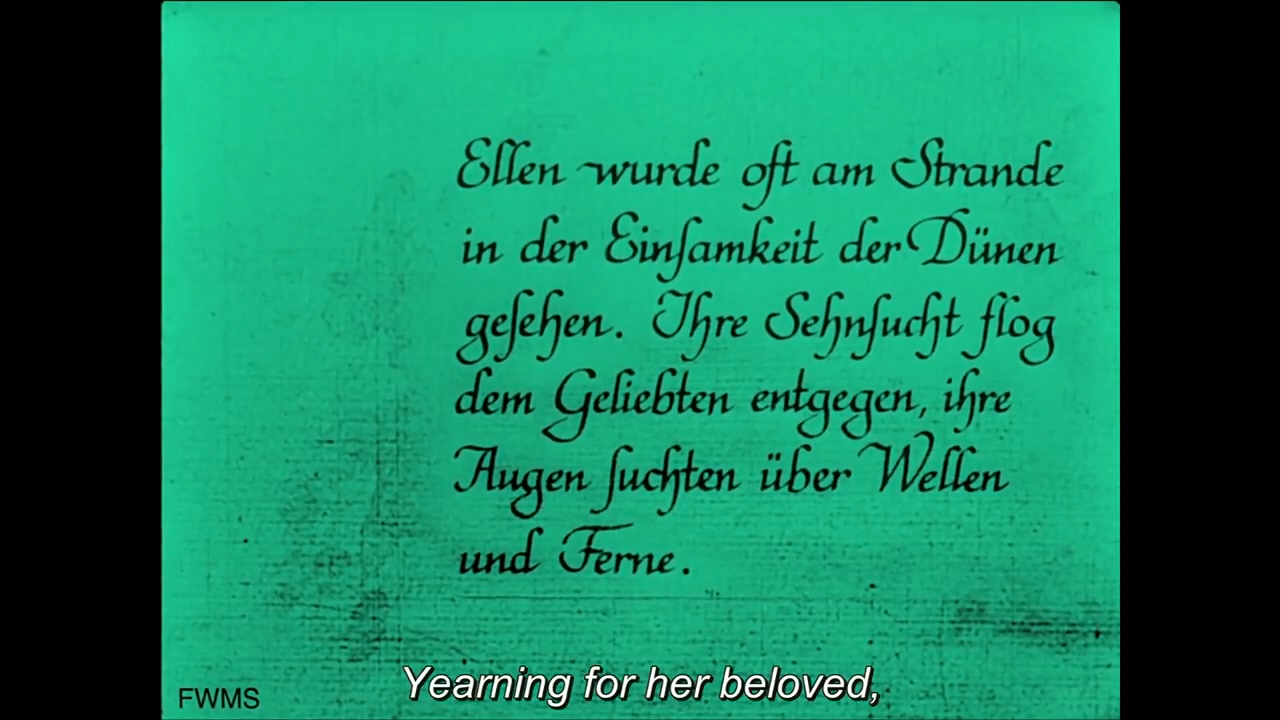 Ellen wurde oft am Strande
in der Einſamkeit der Dünen
geſehen. Ihre Sehnſucht flog
dem Geliebten entgegen, ihre
Augen ſuchten über Wellen
und Ferne.
Yearning for her beloved,
FWMS